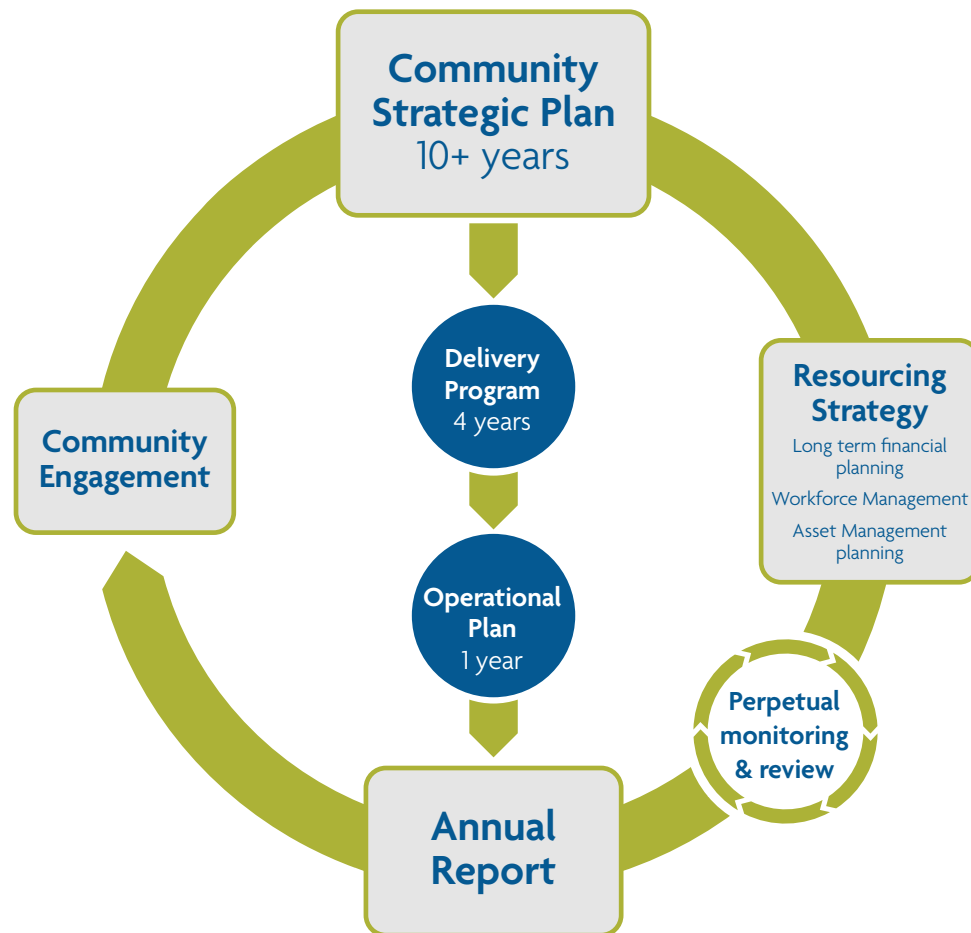 Community
Strategic Plan
10+ years
Delivery
Program
4 years
Resourcing
Strategy
Long term financial
planning
Workforce Management
Asset Management
planning
Community
Engagement
Operational
Plan
1 year
Perpetual
monitoring
& review
Annual
Report